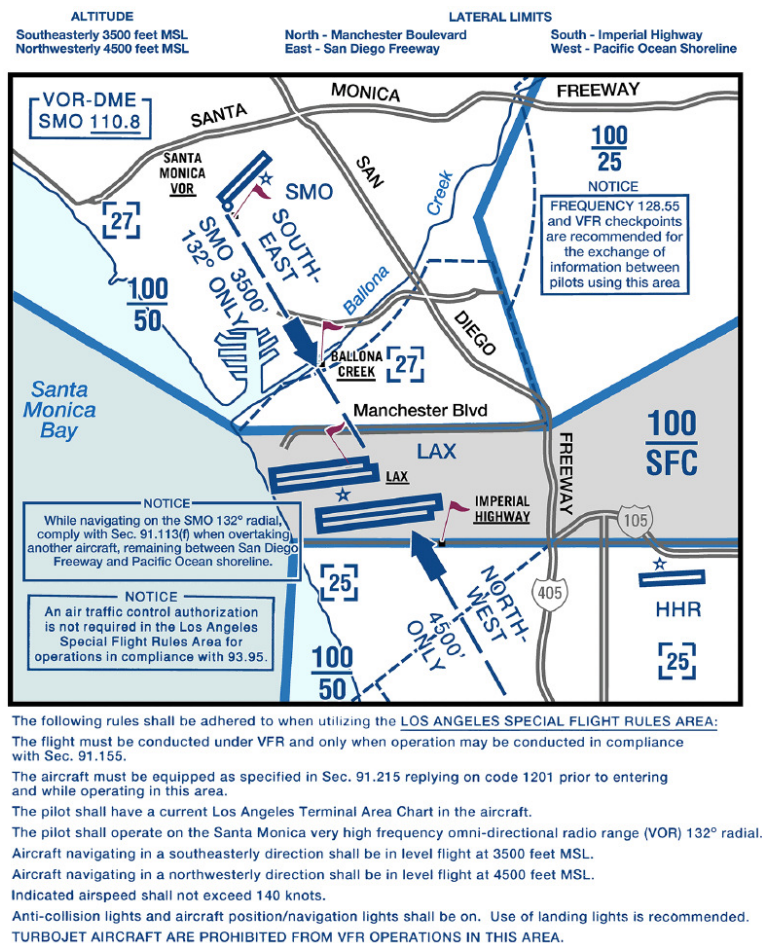 ALTITUDE
Southeasterly 3500 feet MSL
Northwesterly 4500 feet MSL
LATERAL LIMITS
North - Manchester Boulevard
East - San Diego Freeway
South - Imperial Highway
West - Pacific Ocean Shoreline
VOR-DME
SMO 110.8
SANTA
MONICA
FREEWAY
SANTA
MONICA
VOR
SMO
SAN
DIEGO
FREEWAY
Creek
Ballona
100
25
NOTICE
FREQUENCY 128.55
and VFR checkpoints
are recommended for
the exchange of
information between
pilots using this area
27
SOUTH-
EAST
SMO 3500'
132° ONLY
100
50
BALLONA
CREEK
27
Santa
Monica
Bay
Manchester Blvd
LAX
LAX
100
SFC
IMPERIAL
HIGHWAY
105
NOTICE
While navigating on the SMO 132° radial,
comply with Sec. 91.113(f) when overtaking
another aircraft, remaining between San Diego
Freeway and Pacific Ocean shoreline.
NOTICE
An air traffic control authorization
is not required in the Los Angeles
Special Flight Rules Area for
operations in compliance with 93.95.
25
NORTH-
WEST
4500'
ONLY
405
HHR
25
100
50
The following rules shall be adhered to when utilizing the LOS ANGELES SPECIAL FLIGHT RULES AREA:
The flight must be conducted under VFR and only when operation may be conducted in compliance
with Sec. 91.155.
The aircraft must be equipped as specified in Sec. 91.215 replying on code 1201 prior to entering
and while operating in this area.
The pilot shall have a current Los Angeles Terminal Area Chart in the aircraft.
The pilot shall operate on the Santa Monica very high frequency omni-directional radio range (VOR) 132° radial.
Aircraft navigating in a southeasterly direction shall be in level flight at 3500 feet MSL.
Aircraft navigating in a northwesterly direction shall be in level flight at 4500 feet MSL.
Indicated airspeed shall not exceed 140 knots.
Anti-collision lights and aircraft position/navigation lights shall be on. Use of landing lights is recommended.
TURBOJET AIRCRAFT ARE PROHIBITED FROM VFR OPERATIONS IN THIS AREA.